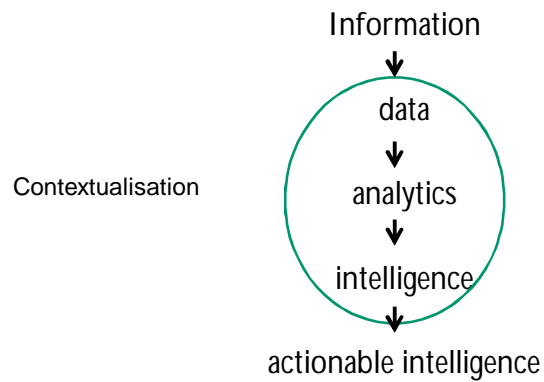 Information
data
Contextualisation
analytics
intelligence
actionable intelligence